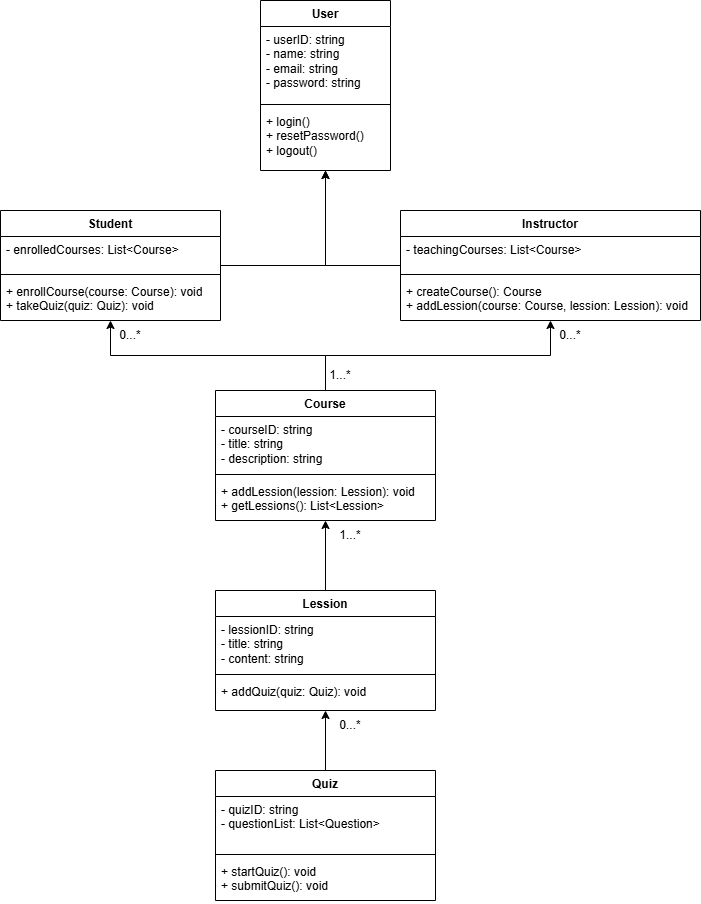 User
- userID: string
- name: string
- email: string
- password: string
+ login()
+ resetPassword()
+ logout()
Student
- enrolledCourses: List<Course>
+ enrollCourse(course: Course): void
+ takeQuiz(quiz: Quiz): void
Instructor
- teachingCourses: List<Course>
+ createCourse(): Course
+ addLession(course: Course, lession: Lession): void
0...*
0...*
1...*
Course
- courseID: string
- title: string
- description: string
+ addLession(lession: Lession): void
+ getLessions(): List<Lession>
1...*
Lession
- lessionID: string
- title: string
- content: string
+ addQuiz(quiz: Quiz): void
0...*
Quiz
- quizID: string
- questionList: List<Question>
+ startQuiz(): void
+ submitQuiz(): void